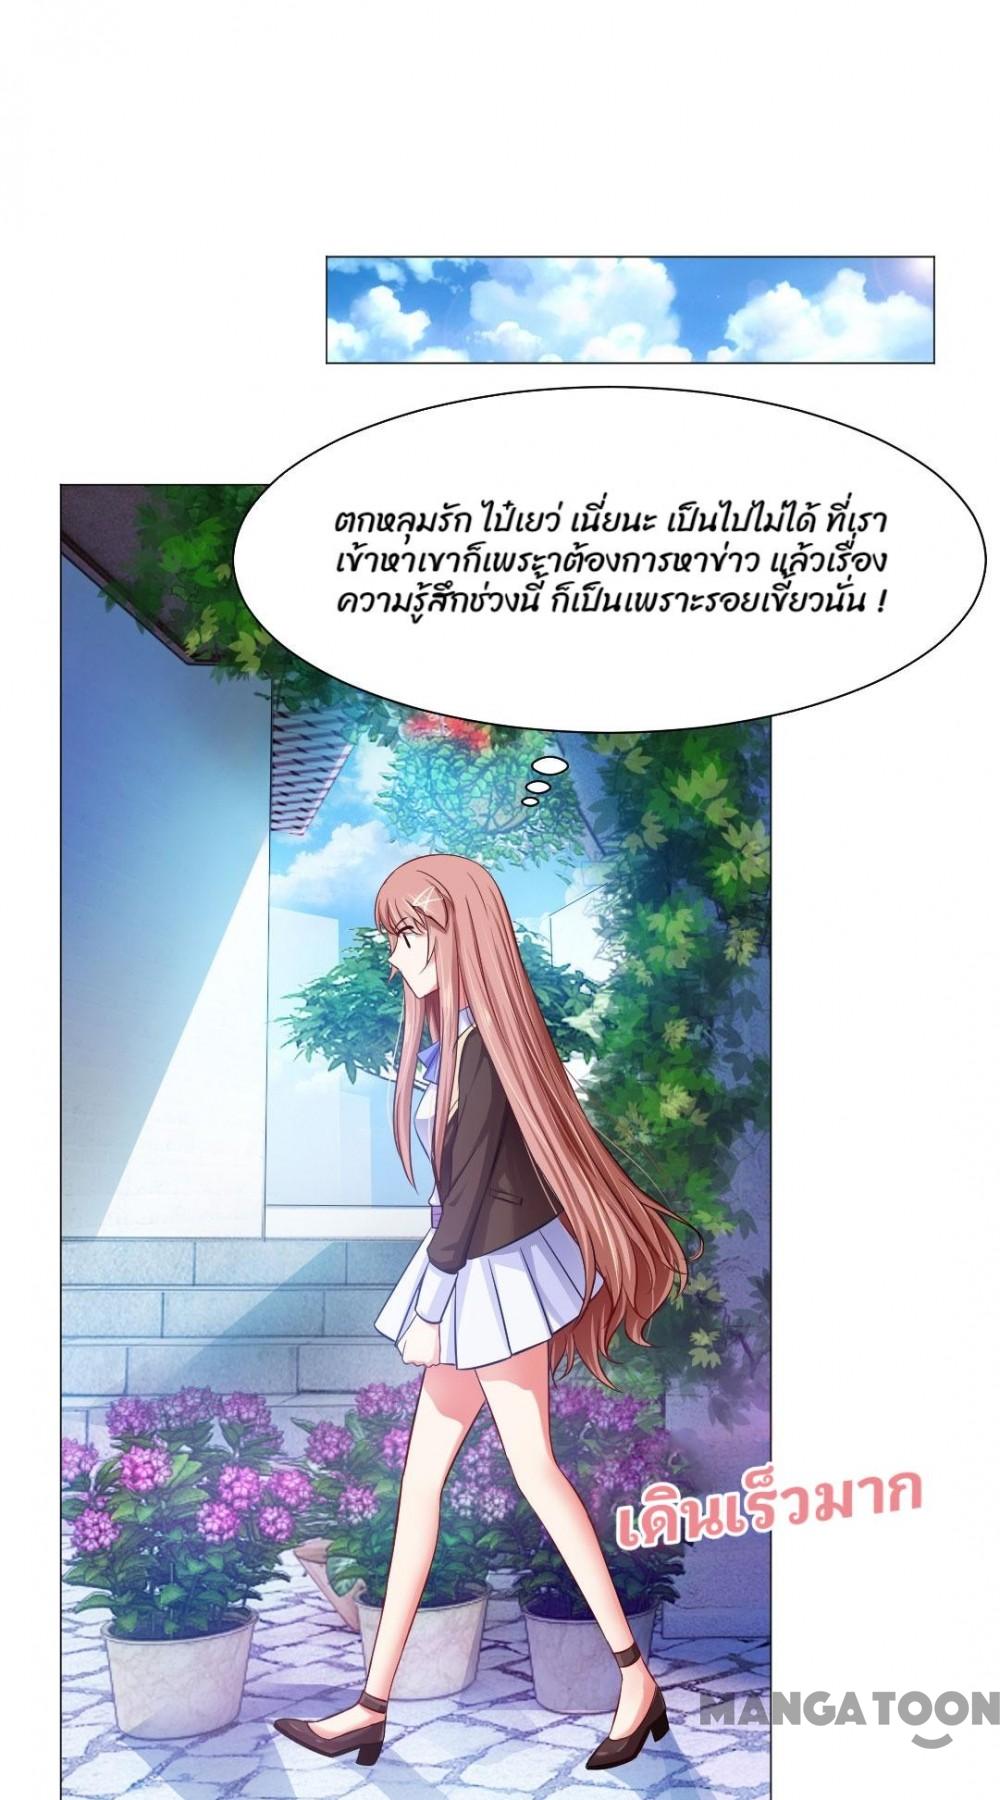 ตกหลุมรัก ไป๋เยว่ เนี่ยนะ เป็นไปไม่ได้ ที่เรา
เข้าหาเขาก็เพราะต้องการหาข่าว แล้วเรื่อง
ความรู้สึกช่วงนี้ ก็เป็นเพราะรอยเขี้ยวนั่น !
เดินเร็วมาก
MANGATOON